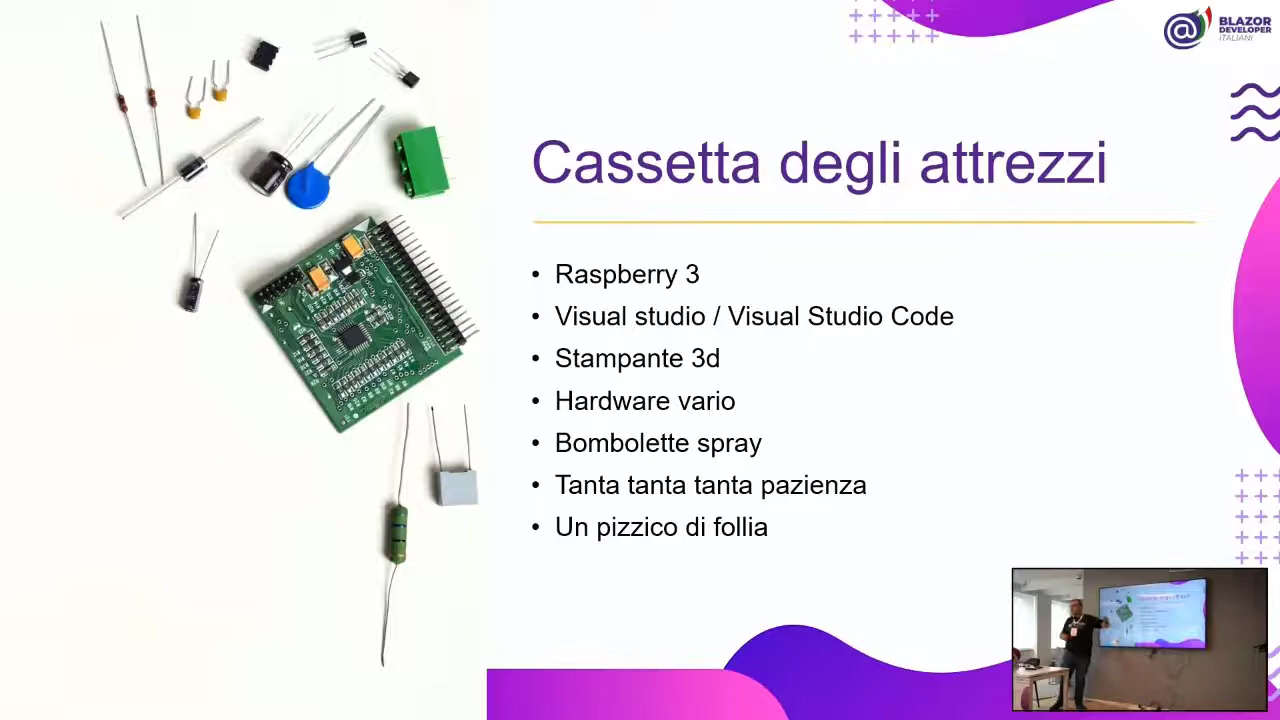 BLAZOR
DEVELOPER
ITALIANI
Cassetta degli attrezzi
• Raspberry 3
• Visual studio / Visual Studio Code
• Stampante 3d
• Hardware vario
• Bombolette spray
• Tanta tanta tanta pazienza
• Un pizzico di follia